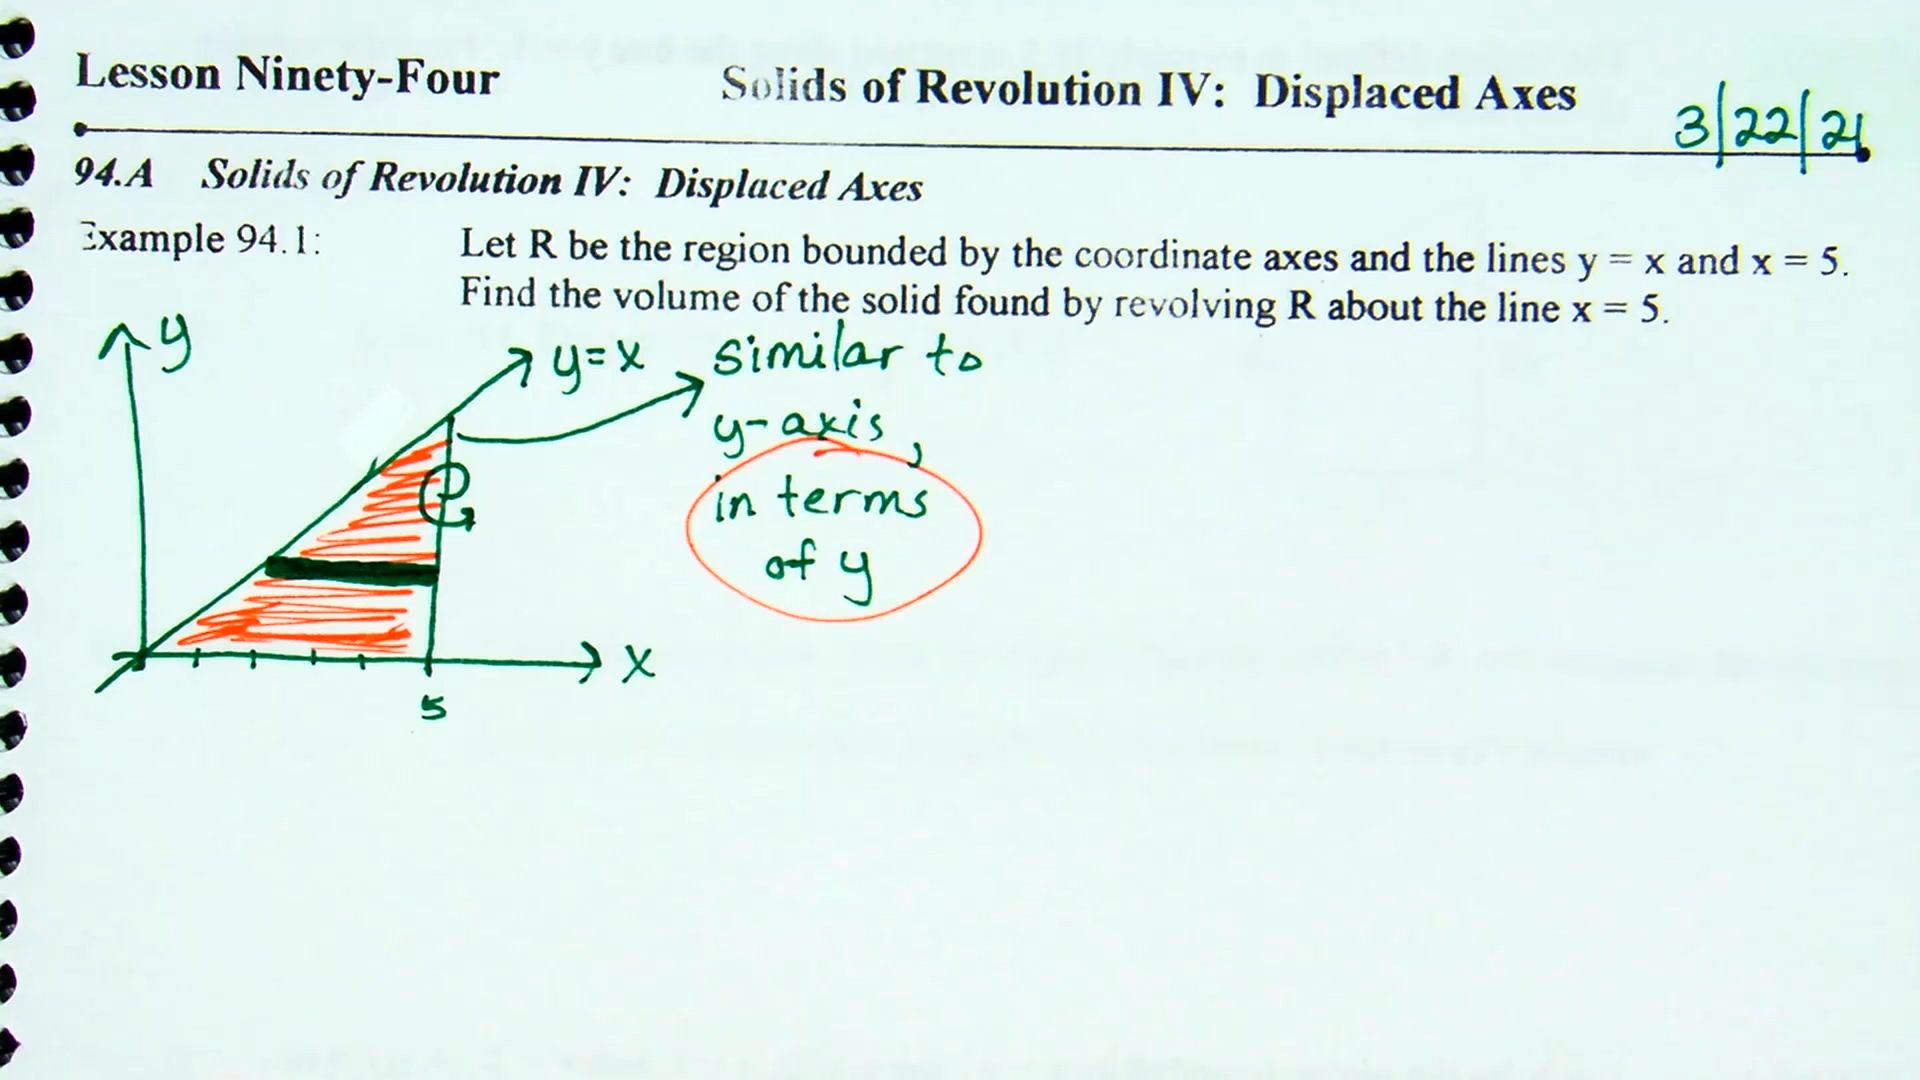 Lesson Ninety-Four Solids of Revolution IV: Displaced Axes
3/22/21
94.A Solids of Revolution IV: Displaced Axes
Example 94.1: Let R be the region bounded by the coordinate axes and the lines y = x and x = 5.
Find the volume of the solid found by revolving R about the line x = 5.
y
y=x
similar to
y-axis,
in terms
of y
x
5